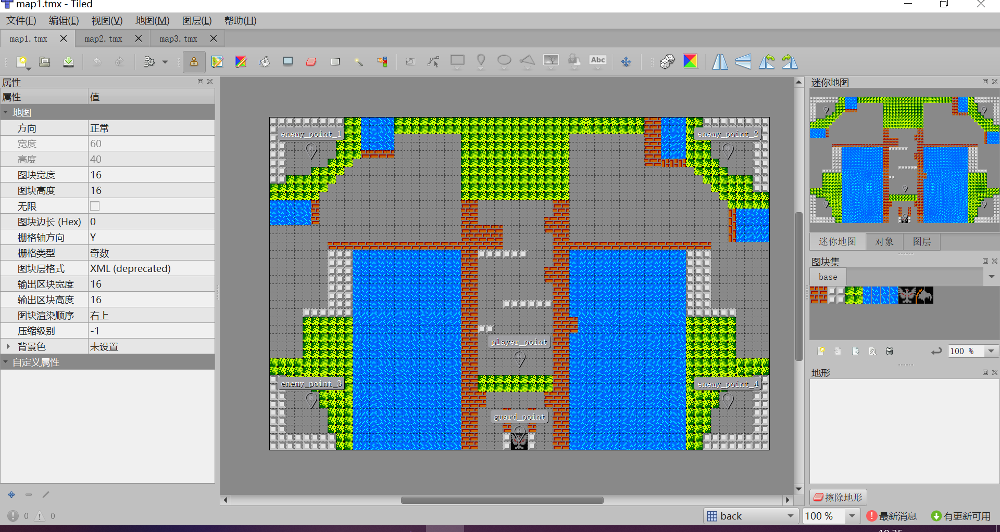 map1.tmx - Tiled
文件(F) 编辑(E) 视图(V) 地图(M) 图层(L) 帮助(H)
map1.tmx map2.tmx map3.tmx
Abc
属性
属性 值
地图
方向 正常
宽度 60
高度 40
图块宽度 16
图块高度 16
无限
图块边长 (Hex) 0
栅格轴方向 Y
栅格类型 奇数
图块层格式 XML (deprecated)
输出区块宽度 16
输出区块高度 16
图块渲染顺序 右上
压缩级别 -1
背景色 未设置
自定义属性
0 0
enemy_point_1
enemy_point_2
player_point
enemy_point_3
enemy_point_4
guard_point
迷你地图
迷你地图 对象 图层
图块集
base
100 %
地形
擦除地形
back 100 % 最新消息 有更新可用